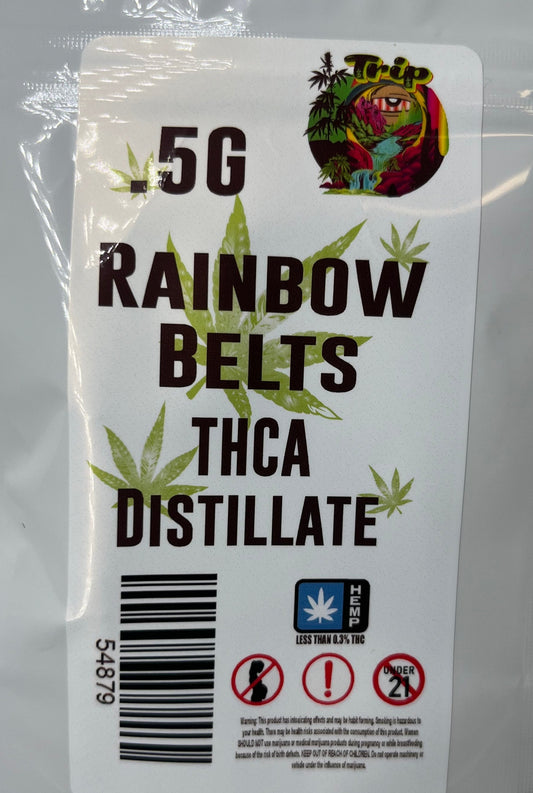 Trip
.5G
RAINBOW
BELTS
THCA
DISTILLATE
54879
HEMP
LESS THAN 0.3% THC
UNDER
21
Warning: This product has intoxicating effects and may be habit forming. Smoking is hazardous to
your health. There may be health risks associated with the consumption of this product. Women
SHOULD NOT use marijuana or medical marijuana products during pregnancy or while breastfeeding
because of the risk of birth defects. KEEP OUT OF REACH OF CHILDREN. Do not operate machinery or
vehicle under the influence of marijuana.